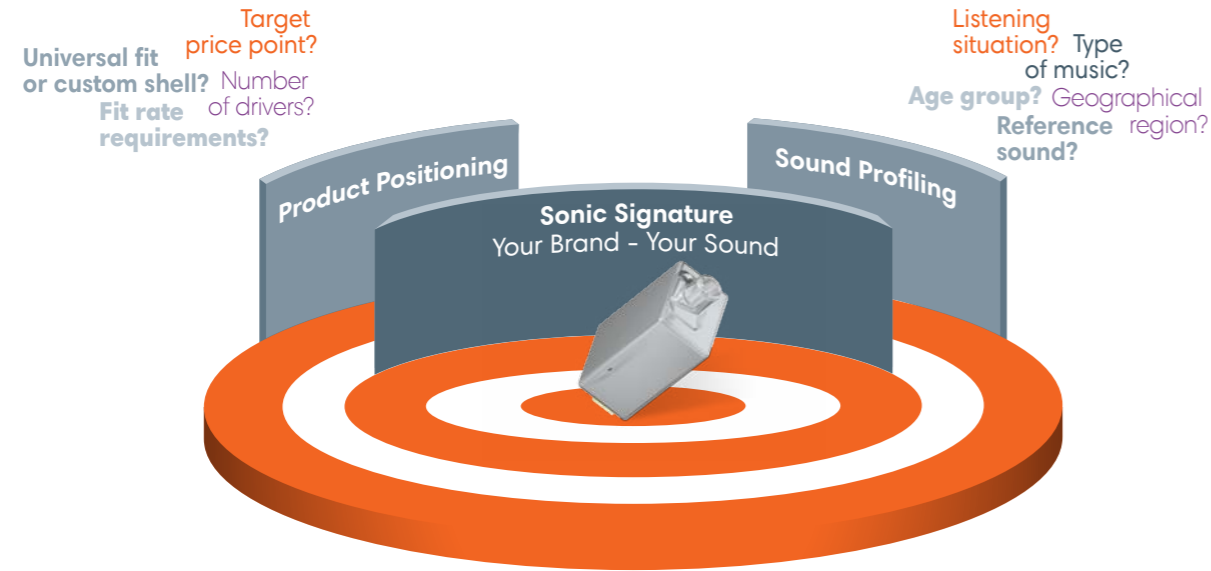 Target
price point?
Universal fit
or custom shell?
Number
of drivers?
Fit rate
requirements?
Listening
situation?
Type
of music?
Age group?
Geographical
region?
Reference
sound?
Product Positioning
Sound Profiling
Sonic Signature
Your Brand - Your Sound